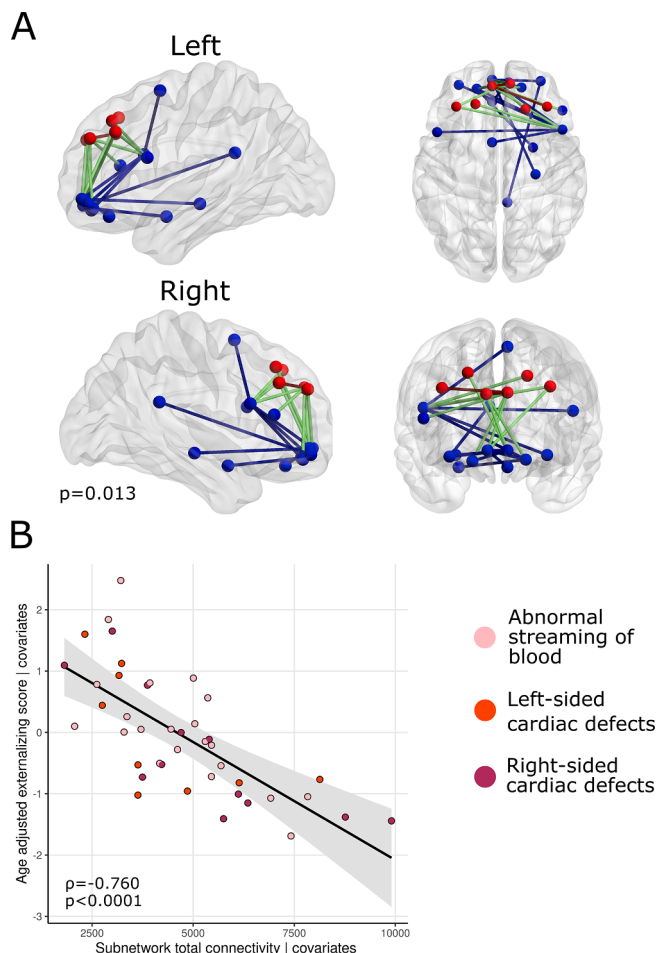 A
Left
Right
p=0.013
B
Age adjusted externalizing score | covariates
2
1
0
-1
-2
-3
ρ=-0.760
p<0.0001
2500
5000
7500
10000
Subnetwork total connectivity | covariates
Abnormal
streaming of
blood
Left-sided
cardiac defects
Right-sided
cardiac defects